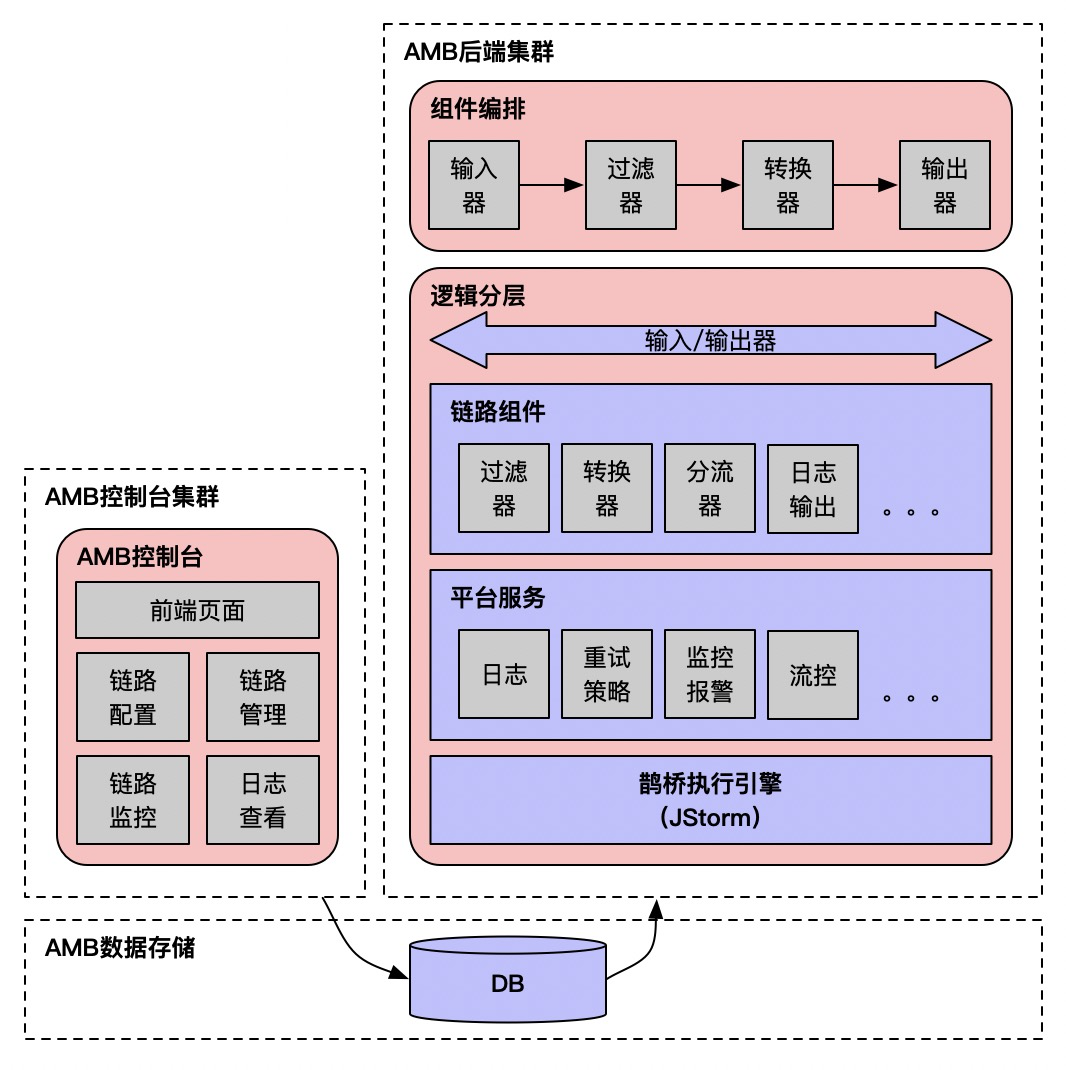 AMB后端集群
组件编排
输入
器
过滤
器
转换
器
输出
器
逻辑分层
输入/输出器
链路组件
过滤
器
转换
器
分流
器
日志
输出
。。。
平台服务
日志
重试
策略
监控
报警
流控
。。。
鹊桥执行引擎
（JStorm）
AMB控制台集群
AMB控制台
前端页面
链路
配置
链路
管理
链路
监控
日志
查看
AMB数据存储
DB